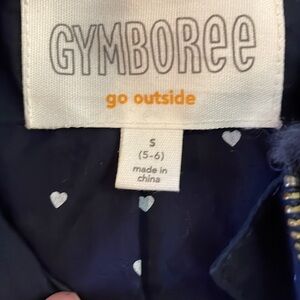 GYMBOREE
go outside
S
(5-6)
made in
china